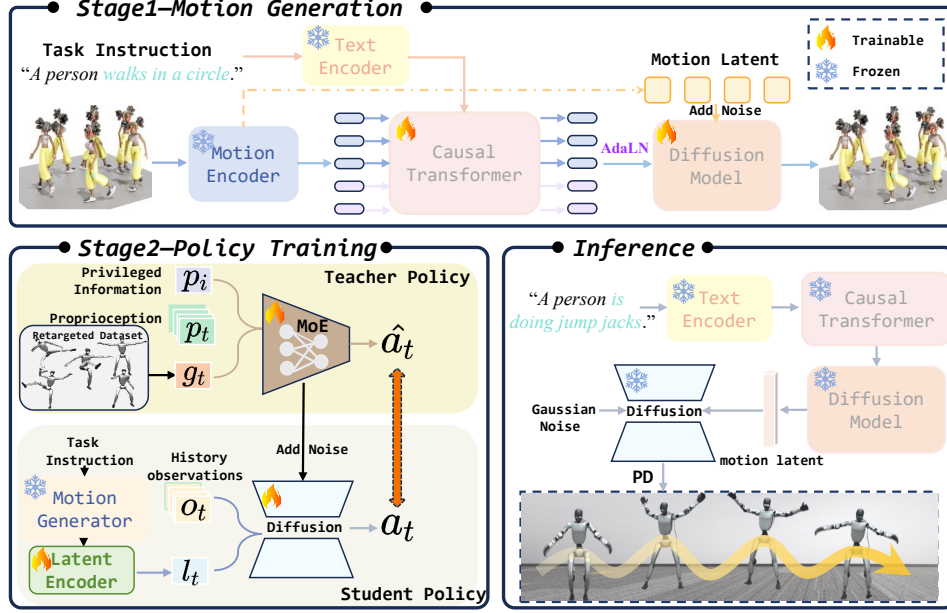 Stage1—Motion Generation
Task Instruction
“A person walks in a circle.”
Text
Encoder
Motion Latent
Trainable
Frozen
Add Noise
Motion
Encoder
Causal
Transformer
AdaLN
Diffusion
Model
Stage2—Policy Training
Privileged
Information
p_i
Teacher Policy
Proprioception
p_t
Retargeted Dataset
g_t
MoE
â_t
Add Noise
Task
Instruction
History
observations
Motion
Generator
o_t
Diffusion
a_t
Latent
Encoder
l_t
Student Policy
Inference
“A person is
doing jump jacks.”
Text
Encoder
Causal
Transformer
Gaussian
Noise
Diffusion
Diffusion
Model
motion latent
PD